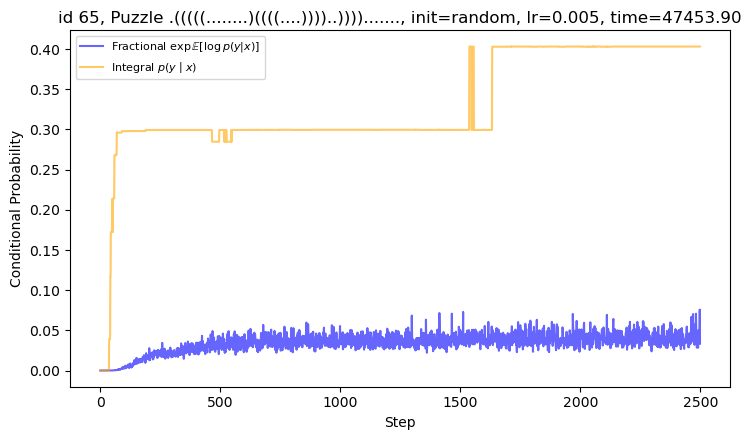 id 65, Puzzle .(((((........)((((....))))..))))......., init=random, lr=0.005, time=47453.90
Fractional exp𝔼[log p(y|x)]
Integral p(y | x)
Conditional Probability
0.40
0.35
0.30
0.25
0.20
0.15
0.10
0.05
0.00
0 500 1000 1500 2000 2500
Step